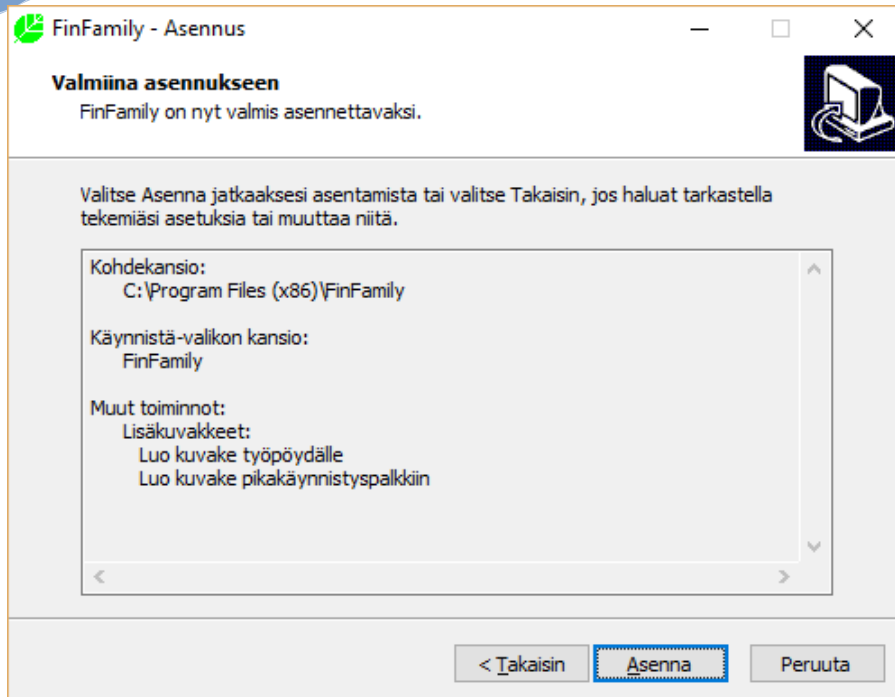 FinFamily - Asennus
Valmiina asennukseen
FinFamily on nyt valmis asennettavaksi.
Valitse Asenna jatkaaksesi asentamista tai valitse Takaisin, jos haluat tarkastella
tekemiäsi asetuksia tai muuttaa niitä.
Kohdekansio:
C:\Program Files (x86)\FinFamily
Käynnistä-valikon kansio:
FinFamily
Muut toiminnot:
Lisäkuvakkeet:
Luo kuvake työpöydälle
Luo kuvake pikakäynnistyspalkkiin
< Takaisin
Asenna
Peruuta